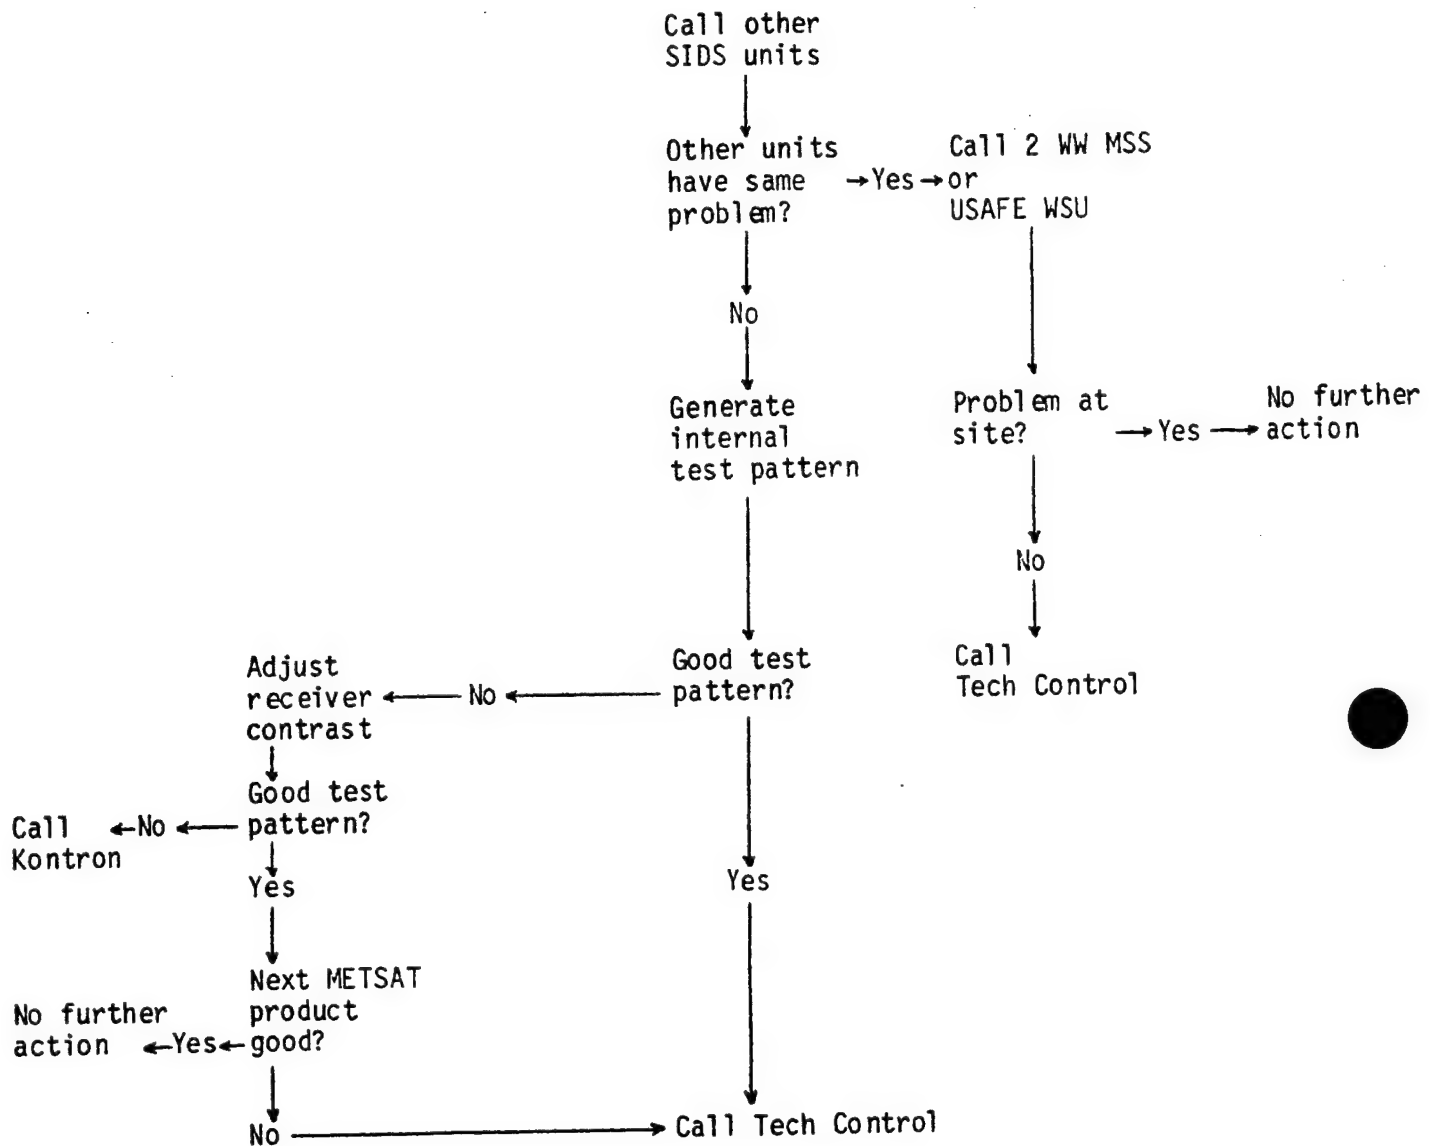 Call other
SIDS units
Other units
have same
problem?
→Yes→
Call 2 WW MSS
or
USAFE WSU
No
Generate
internal
test pattern
Problem at
site?
Yes
No further
action
No
Call
Tech Control
Good test
pattern?
No
Adjust
receiver
contrast
Good test
pattern?
No
Call
Kontron
Yes
Yes
Next METSAT
product
good?
Yes
No further
action
No
Call Tech Control